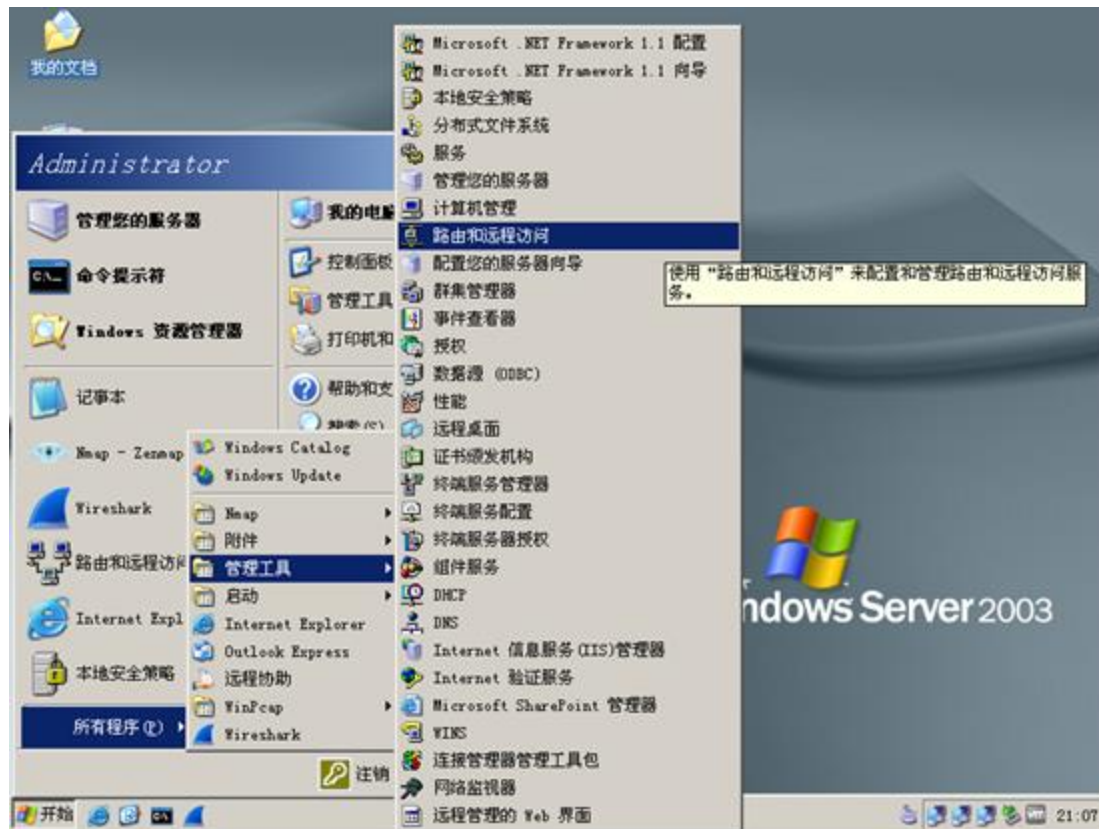 我的文档
Administrator
管理您的服务器
命令提示符
Windows 资源管理器
记事本
Nmap - Zenmap
Wireshark
路由和远程访问
Internet Expl
本地安全策略
所有程序(P)
我的电脑
控制面板
管理工具
打印机和
帮助和支
搜索(S)
注销
Windows Catalog
Windows Update
Nmap
附件
管理工具
启动
Internet Explorer
Outlook Express
远程协助
WinPcap
Wireshark
Microsoft .NET Framework 1.1 配置
Microsoft .NET Framework 1.1 向导
本地安全策略
分布式文件系统
服务
管理您的服务器
计算机管理
路由和远程访问
配置您的服务器向导
群集管理器
事件查看器
授权
数据源 (ODBC)
性能
远程桌面
证书颁发机构
终端服务管理器
终端服务配置
终端服务器授权
组件服务
DHCP
DNS
Internet 信息服务(IIS)管理器
Internet 验证服务
Microsoft SharePoint 管理器
WINS
连接管理器管理工具包
网络监视器
远程管理的 Web 界面
使用“路由和远程访问”来配置和管理路由和远程访问服
务。
ndows Server 2003
开始
21:07